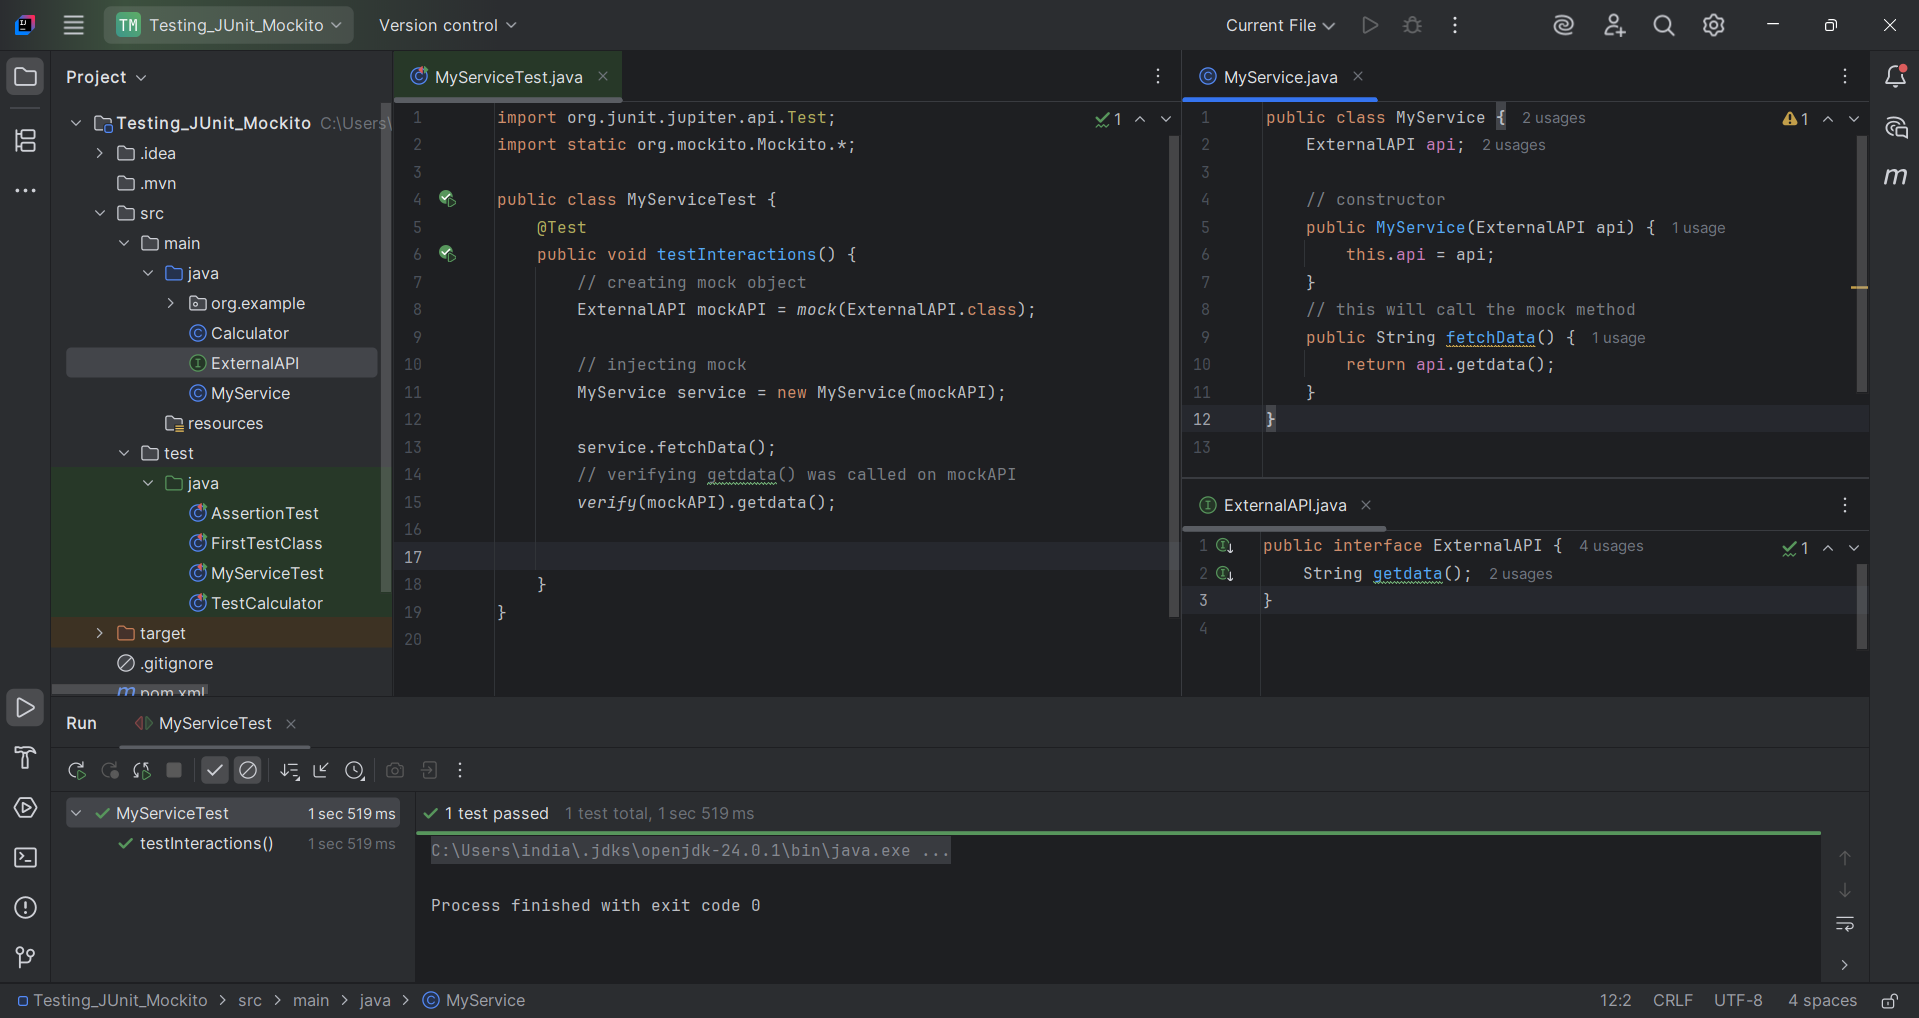 TM Testing_JUnit_Mockito Version control Current File
Project
Testing_JUnit_Mockito C:\Users\
.idea
.mvn
src
main
java
org.example
Calculator
ExternalAPI
MyService
resources
test
java
AssertionTest
FirstTestClass
MyServiceTest
TestCalculator
target
.gitignore
pom.xml
MyServiceTest.java
1
1 import org.junit.jupiter.api.Test;
2 import static org.mockito.Mockito.*;
3
4 public class MyServiceTest {
5 @Test
6 public void testInteractions() {
7 // creating mock object
8 ExternalAPI mockAPI = mock(ExternalAPI.class);
9
10 // injecting mock
11 MyService service = new MyService(mockAPI);
12
13 service.fetchData();
14 // verifying getdata() was called on mockAPI
15 verify(mockAPI).getdata();
16
17
18 }
19 }
20
MyService.java
1
1 public class MyService { 2 usages
2 ExternalAPI api; 2 usages
3
4 // constructor
5 public MyService(ExternalAPI api) { 1 usage
6 this.api = api;
7 }
8 // this will call the mock method
9 public String fetchData() { 1 usage
10 return api.getdata();
11 }
12 }
13
ExternalAPI.java
1
1 public interface ExternalAPI { 4 usages
2 String getdata(); 2 usages
3 }
4
Run MyServiceTest
MyServiceTest 1 sec 519 ms
testInteractions() 1 sec 519 ms
1 test passed 1 test total, 1 sec 519 ms
C:\Users\india\.jdks\openjdk-24.0.1\bin\java.exe ...
Process finished with exit code 0
Testing_JUnit_Mockito > src > main > java > MyService 12:2 CRLF UTF-8 4 spaces